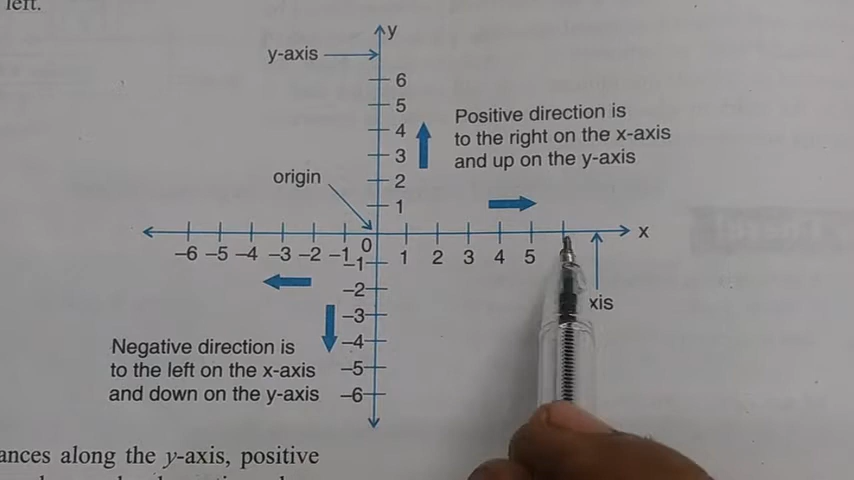 left.
y
y-axis
6
5
4
3
2
1
Positive direction is
to the right on the x-axis
and up on the y-axis
origin
x
–6 –5 –4 –3 –2 –1 0 1 2 3 4 5
–1
–2
–3
–4
–5
–6
xis
Negative direction is
to the left on the x-axis
and down on the y-axis
ances along the y-axis, positive